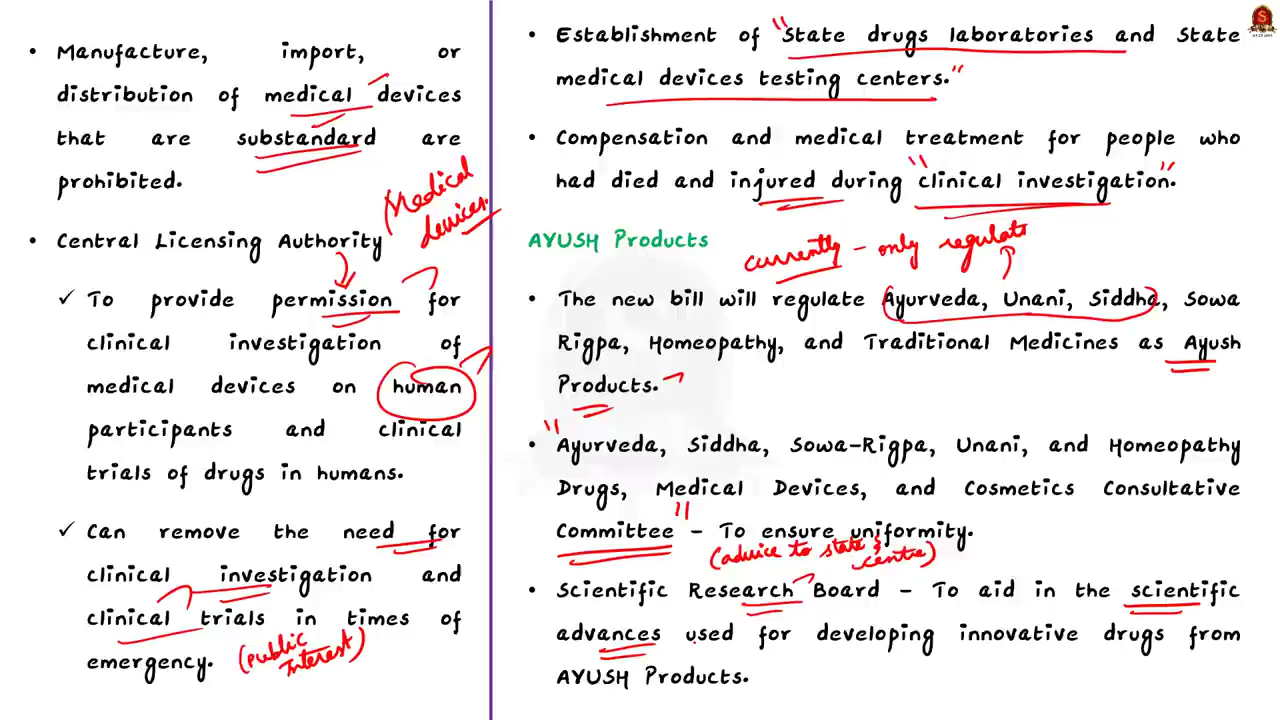 • Manufacture, import, or
distribution of medical devices
that are substandard are
prohibited.
(Medical
devices.
• Central Licensing Authority
✓ To provide permission for
clinical investigation of
medical devices on human
participants and clinical
trials of drugs in humans.
✓ Can remove the need for
clinical investigation and
clinical trials in times of
emergency. (public
interest)
• Establishment of "State drugs laboratories and State
medical devices testing centers."
• Compensation and medical treatment for people who
had died and injured during "clinical investigation".
AYUSH Products
currently - only regulate
• The new bill will regulate Ayurveda, Unani, Siddha, Sowa
Rigpa, Homeopathy, and Traditional Medicines as Ayush
Products.
• "Ayurveda, Siddha, Sowa-Rigpa, Unani, and Homeopathy
Drugs, Medical Devices, and Cosmetics Consultative
Committee" - To ensure uniformity.
(advice to state &
centre)
• Scientific Research Board - To aid in the scientific
advances used for developing innovative drugs from
AYUSH Products.